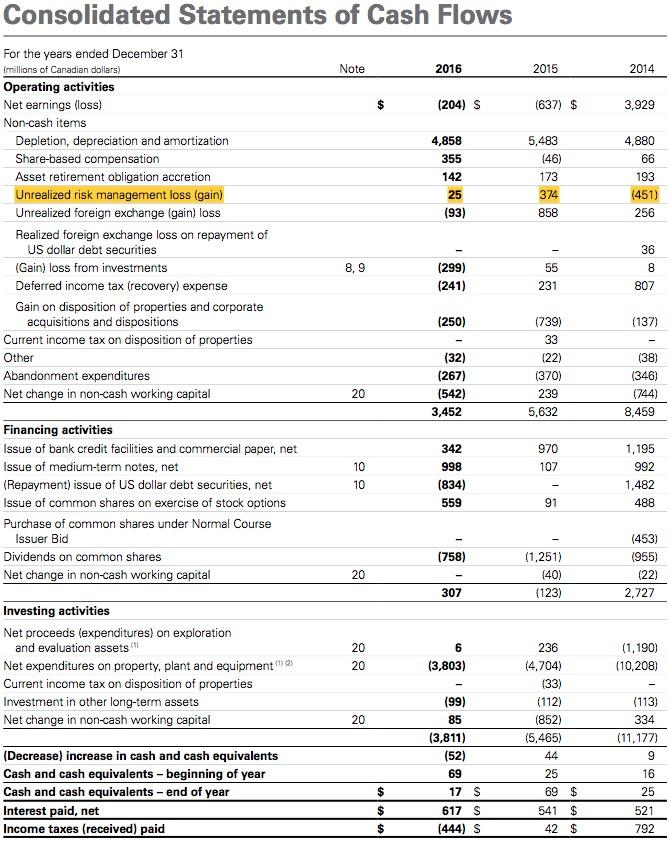 Consolidated Statements of Cash Flows
For the years ended December 31
(millions of Canadian dollars) Note 2016 2015 2014
Operating activities
Net earnings (loss) $ (204) $ (637) $ 3,929
Non-cash items
Depletion, depreciation and amortization 4,858 5,483 4,880
Share-based compensation 355 (46) 66
Asset retirement obligation accretion 142 173 193
Unrealized risk management loss (gain) 25 374 (451)
Unrealized foreign exchange (gain) loss (93) 858 256
Realized foreign exchange loss on repayment of
US dollar debt securities – – 36
(Gain) loss from investments 8, 9 (299) 55 8
Deferred income tax (recovery) expense (241) 231 807
Gain on disposition of properties and corporate
acquisitions and dispositions (250) (739) (137)
Current income tax on disposition of properties – 33 –
Other (32) (22) (38)
Abandonment expenditures (267) (370) (346)
Net change in non-cash working capital 20 (542) 239 (744)
3,452 5,632 8,459
Financing activities
Issue of bank credit facilities and commercial paper, net 342 970 1,195
Issue of medium-term notes, net 10 998 107 992
(Repayment) issue of US dollar debt securities, net 10 (834) – 1,482
Issue of common shares on exercise of stock options 559 91 488
Purchase of common shares under Normal Course
Issuer Bid – – (453)
Dividends on common shares (758) (1,251) (955)
Net change in non-cash working capital 20 – (40) (22)
307 (123) 2,727
Investing activities
Net proceeds (expenditures) on exploration
and evaluation assets (1) 20 6 236 (1,190)
Net expenditures on property, plant and equipment (1) (2) 20 (3,803) (4,704) (10,208)
Current income tax on disposition of properties – (33) –
Investment in other long-term assets (99) (112) (113)
Net change in non-cash working capital 20 85 (852) 334
(3,811) (5,465) (11,177)
(Decrease) increase in cash and cash equivalents (52) 44 9
Cash and cash equivalents – beginning of year 69 25 16
Cash and cash equivalents – end of year $ 17 $ 69 $ 25
Interest paid, net $ 617 $ 541 $ 521
Income taxes (received) paid $ (444) $ 42 $ 792